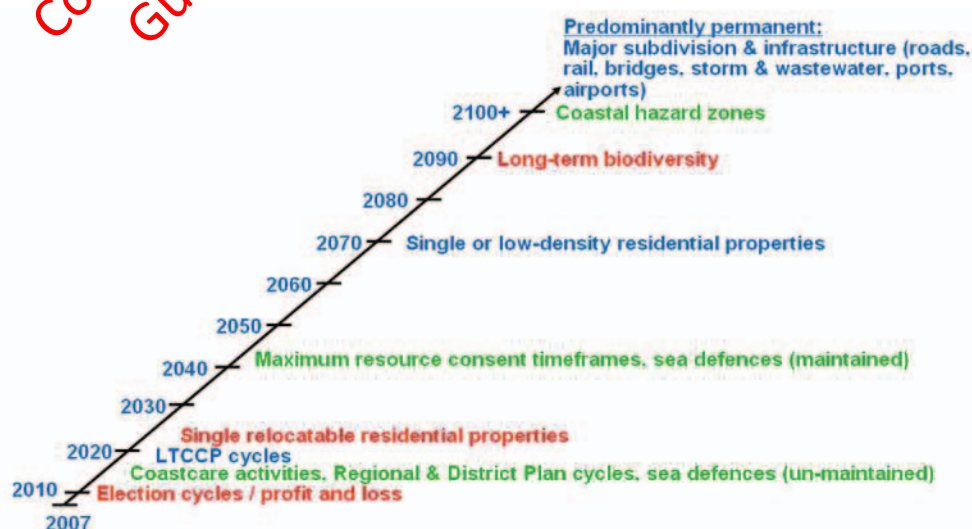 Co
Gu
Predominantly permanent:
Major subdivision & infrastructure (roads,
rail, bridges, storm & wastewater, ports,
airports)
2100+ Coastal hazard zones
2090 Long-term biodiversity
2080
2070 Single or low-density residential properties
2060
2050
2040 Maximum resource consent timeframes, sea defences (maintained)
2030
Single relocatable residential properties
2020 LTCCP cycles
Coastcare activities, Regional & District Plan cycles, sea defences (un-maintained)
2010 Election cycles / profit and loss
2007